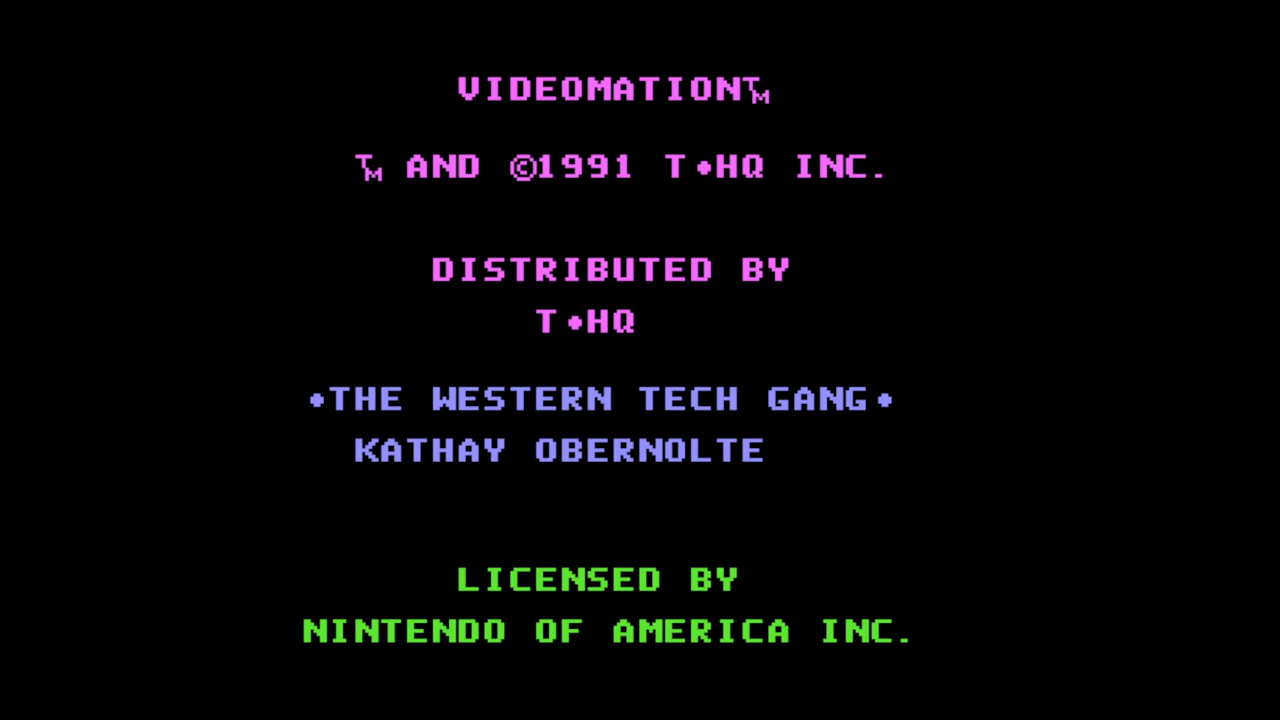 VIDEOMATION™
™ AND ©1991 T•HQ INC.
DISTRIBUTED BY
T•HQ
•THE WESTERN TECH GANG•
KATHAY OBERNOLTE
LICENSED BY
NINTENDO OF AMERICA INC.